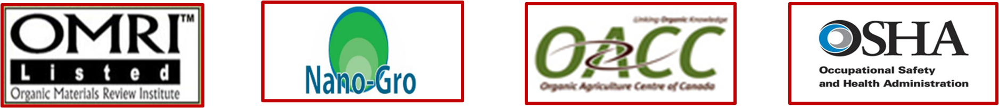 OMRI™
Listed
Organic Materials Review Institute
Nano-Gro
Linking Organic Knowledge
OACC
Organic Agriculture Centre of Canada
OSHA
Occupational Safety
and Health Administration